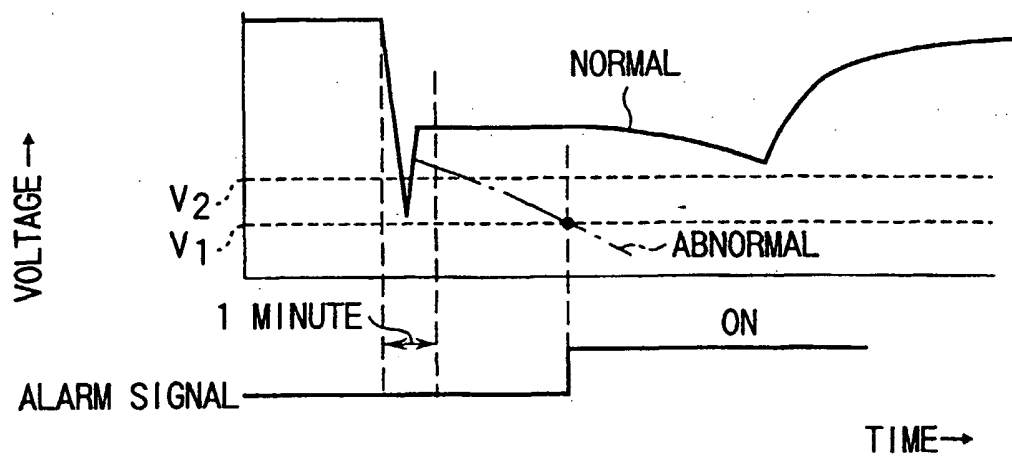 NORMAL
VOLTAGE→
V2
V1
ABNORMAL
1 MINUTE
ON
ALARM SIGNAL
TIME→